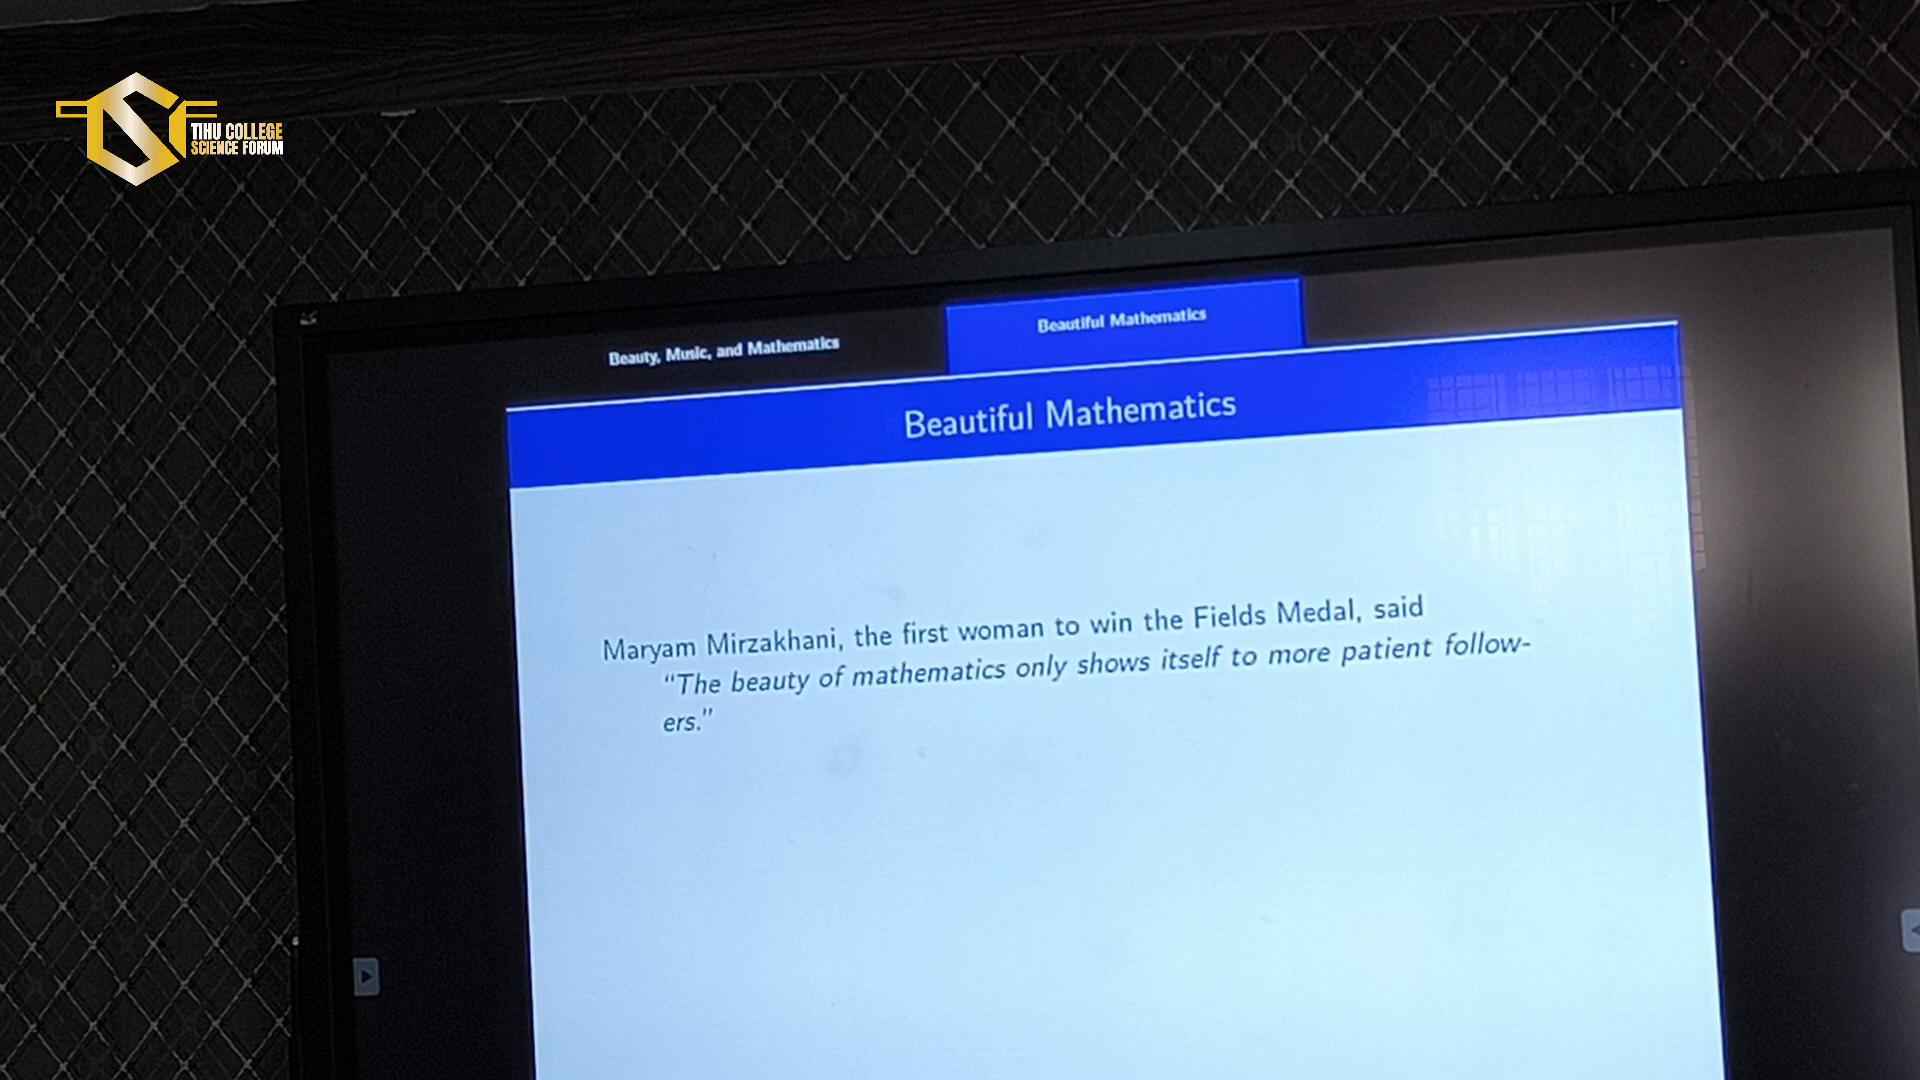 TIHU COLLEGE
SCIENCE FORUM
Beauty, Music, and Mathematics
Beautiful Mathematics
Beautiful Mathematics
Maryam Mirzakhani, the first woman to win the Fields Medal, said
“The beauty of mathematics only shows itself to more patient follow-
ers.”